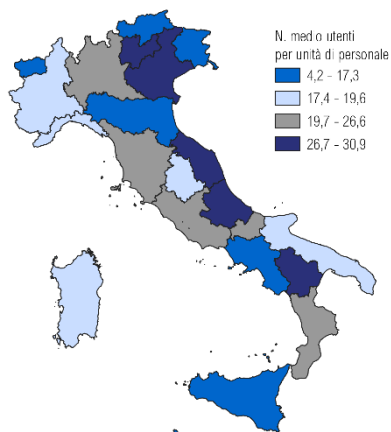 N. med o utenti
per unità di personale
4,2 - 17,3
17,4 - 19,6
19,7 - 26,6
26,7 - 30,9